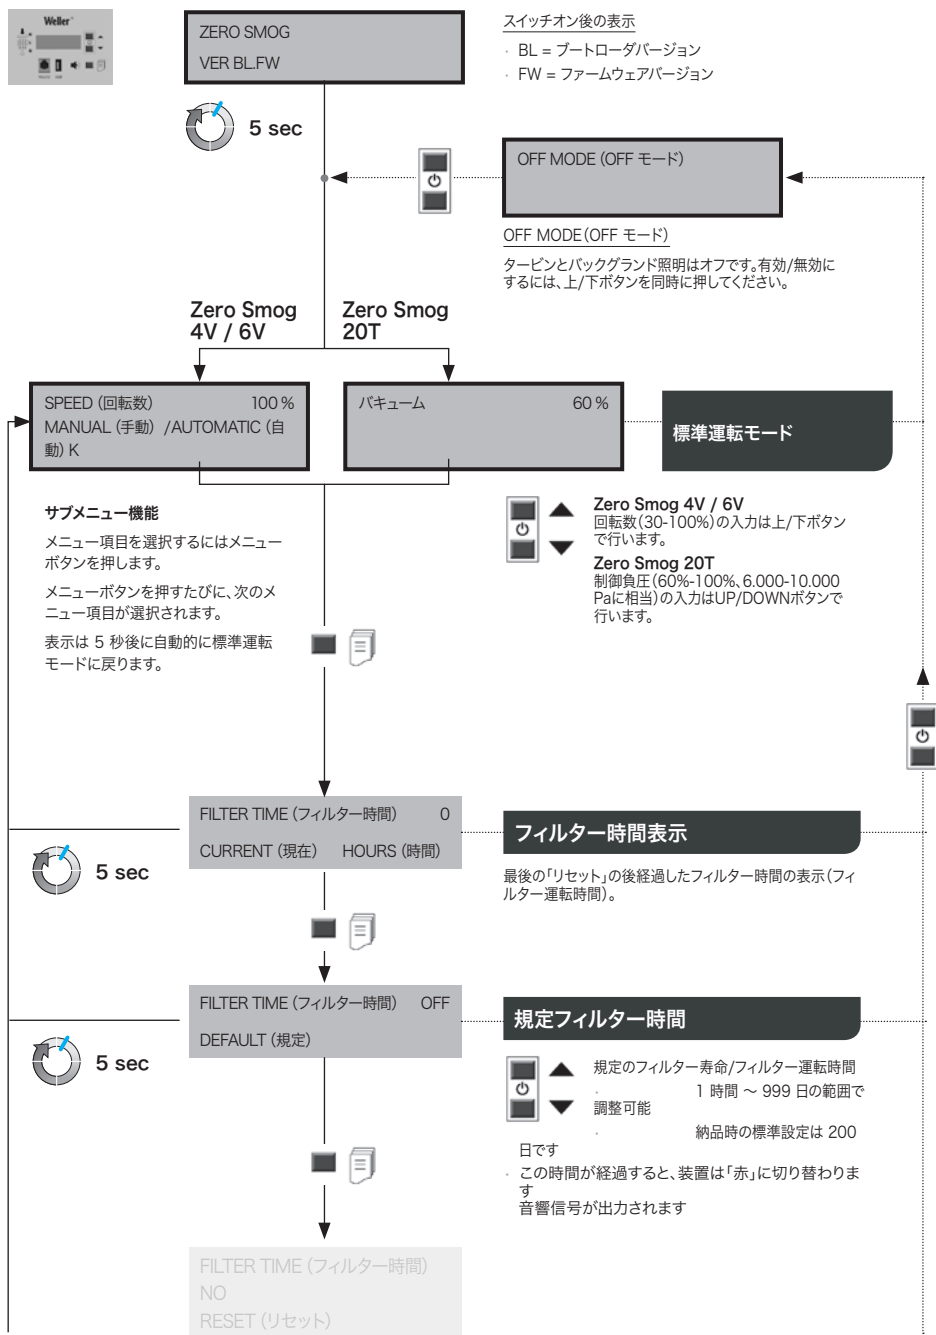 Weller
ZERO SMOG
VER BL.FW
スイッチオン後の表示
· BL = ブートローダバージョン
· FW = ファームウェアバージョン
5 sec
OFF MODE (OFF モード)
OFF MODE(OFF モード)
タービンとバックグランド照明はオフです。有効/無効に
するには、上/下ボタンを同時に押してください。
Zero Smog
4V / 6V
Zero Smog
20T
SPEED (回転数) 100 %
MANUAL (手動) /AUTOMATIC (自
動) K
バキューム 60 %
標準運転モード
サブメニュー機能
メニュー項目を選択するにはメニュー
ボタンを押します。
メニューボタンを押すたびに、次のメ
ニュー項目が選択されます。
表示は 5 秒後に自動的に標準運転
モードに戻ります。
Zero Smog 4V / 6V
回転数(30-100%)の入力は上/下ボタン
で行います。
Zero Smog 20T
制御負圧(60%-100%、6.000-10.000
Paに相当)の入力はUP/DOWNボタンで
行います。
FILTER TIME (フィルター時間) 0
CURRENT (現在) HOURS (時間)
フィルター時間表示
5 sec
最後の「リセット」の後経過したフィルター時間の表示(フィ
ルター運転時間)。
FILTER TIME (フィルター時間) OFF
DEFAULT (規定)
規定フィルター時間
5 sec
規定のフィルター寿命/フィルター運転時間
· 1 時間 ～ 999 日の範囲で
調整可能
· 納品時の標準設定は 200
日です
· この時間が経過すると、装置は「赤」に切り替わりま
す
音響信号が出力されます
FILTER TIME (フィルター時間)
NO
RESET (リセット)